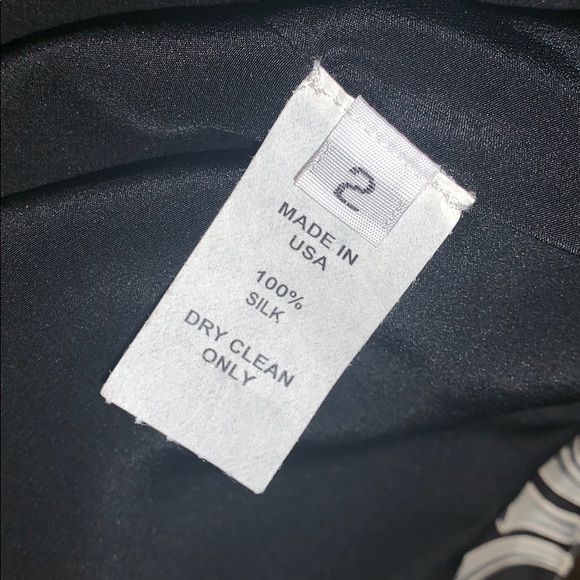 2
MADE IN
USA
100%
SILK
DRY CLEAN
ONLY